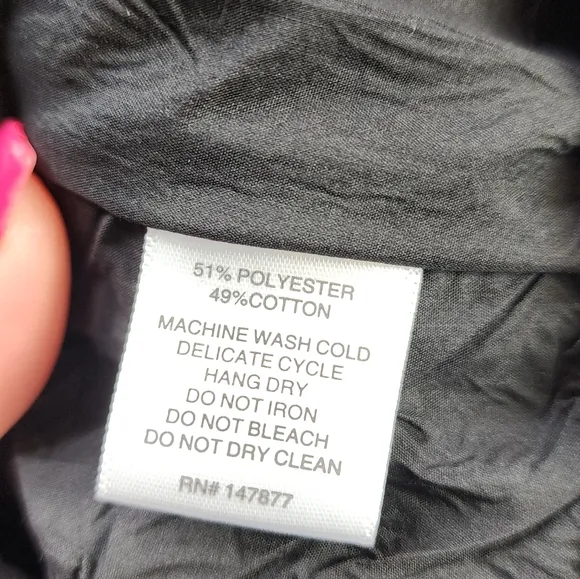 51% POLYESTER
49%COTTON
MACHINE WASH COLD
DELICATE CYCLE
HANG DRY
DO NOT IRON
DO NOT BLEACH
DO NOT DRY CLEAN
RN# 147877